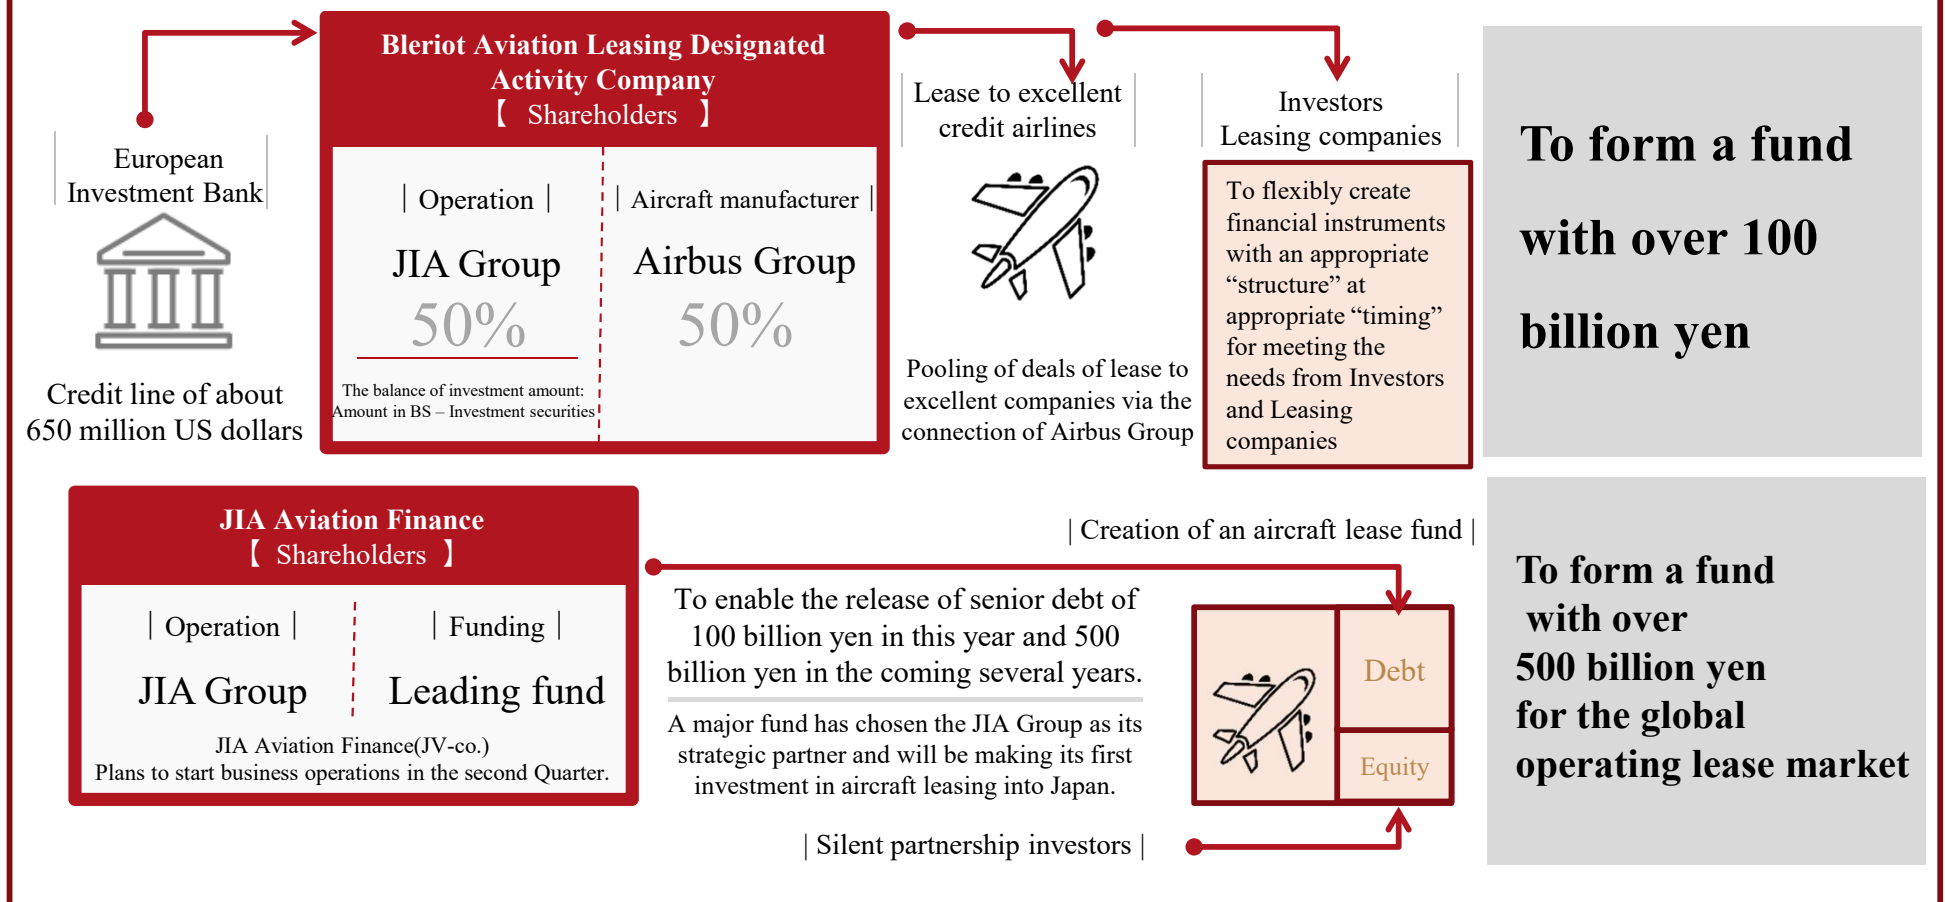 European
Investment Bank
Credit line of about
650 million US dollars
Bleriot Aviation Leasing Designated
Activity Company
【 Shareholders 】
| Operation |
JIA Group
50%
The balance of investment amount:
Amount in BS – Investment securities
| Aircraft manufacturer |
Airbus Group
50%
Lease to excellent
credit airlines
Pooling of deals of lease to
excellent companies via the
connection of Airbus Group
Investors
Leasing companies
To flexibly create
financial instruments
with an appropriate
“structure” at
appropriate “timing”
for meeting the
needs from Investors
and Leasing
companies
To form a fund
with over 100
billion yen
JIA Aviation Finance
【 Shareholders 】
| Operation |
JIA Group
| Funding |
Leading fund
JIA Aviation Finance(JV-co.)
Plans to start business operations in the second Quarter.
To enable the release of senior debt of
100 billion yen in this year and 500
billion yen in the coming several years.
A major fund has chosen the JIA Group as its
strategic partner and will be making its first
investment in aircraft leasing into Japan.
| Creation of an aircraft lease fund |
Debt
Equity
| Silent partnership investors |
To form a fund
with over
500 billion yen
for the global
operating lease market